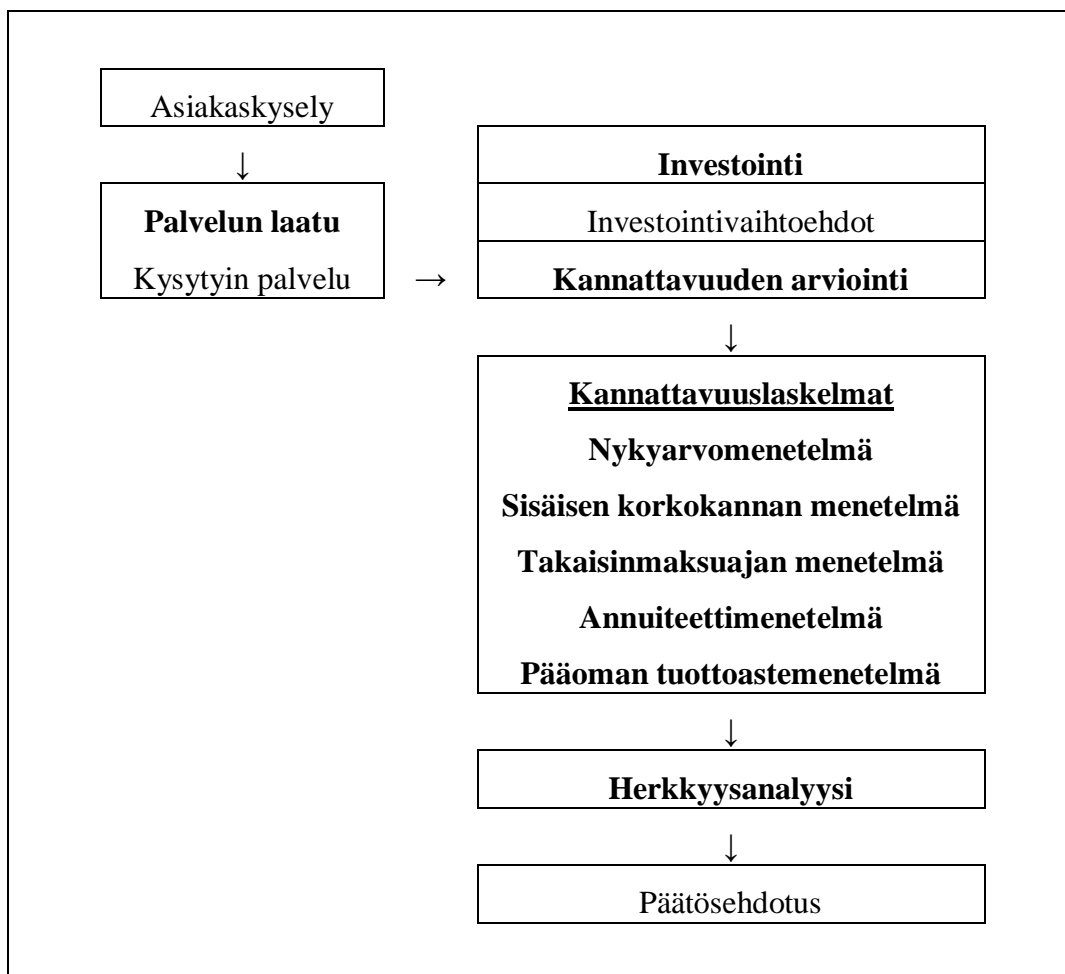 Asiakaskysely
↓
Palvelun laatu
Kysytyin palvelu
→
Investointi
Investointivaihtoehdot
Kannattavuuden arviointi
↓
Kannattavuuslaskelmat
Nykyarvomenetelmä
Sisäisen korkokannan menetelmä
Takaisinmaksuajan menetelmä
Annuiteettimenetelmä
Pääoman tuottoastemenetelmä
↓
Herkkyysanalyysi
↓
Päätösehdotus